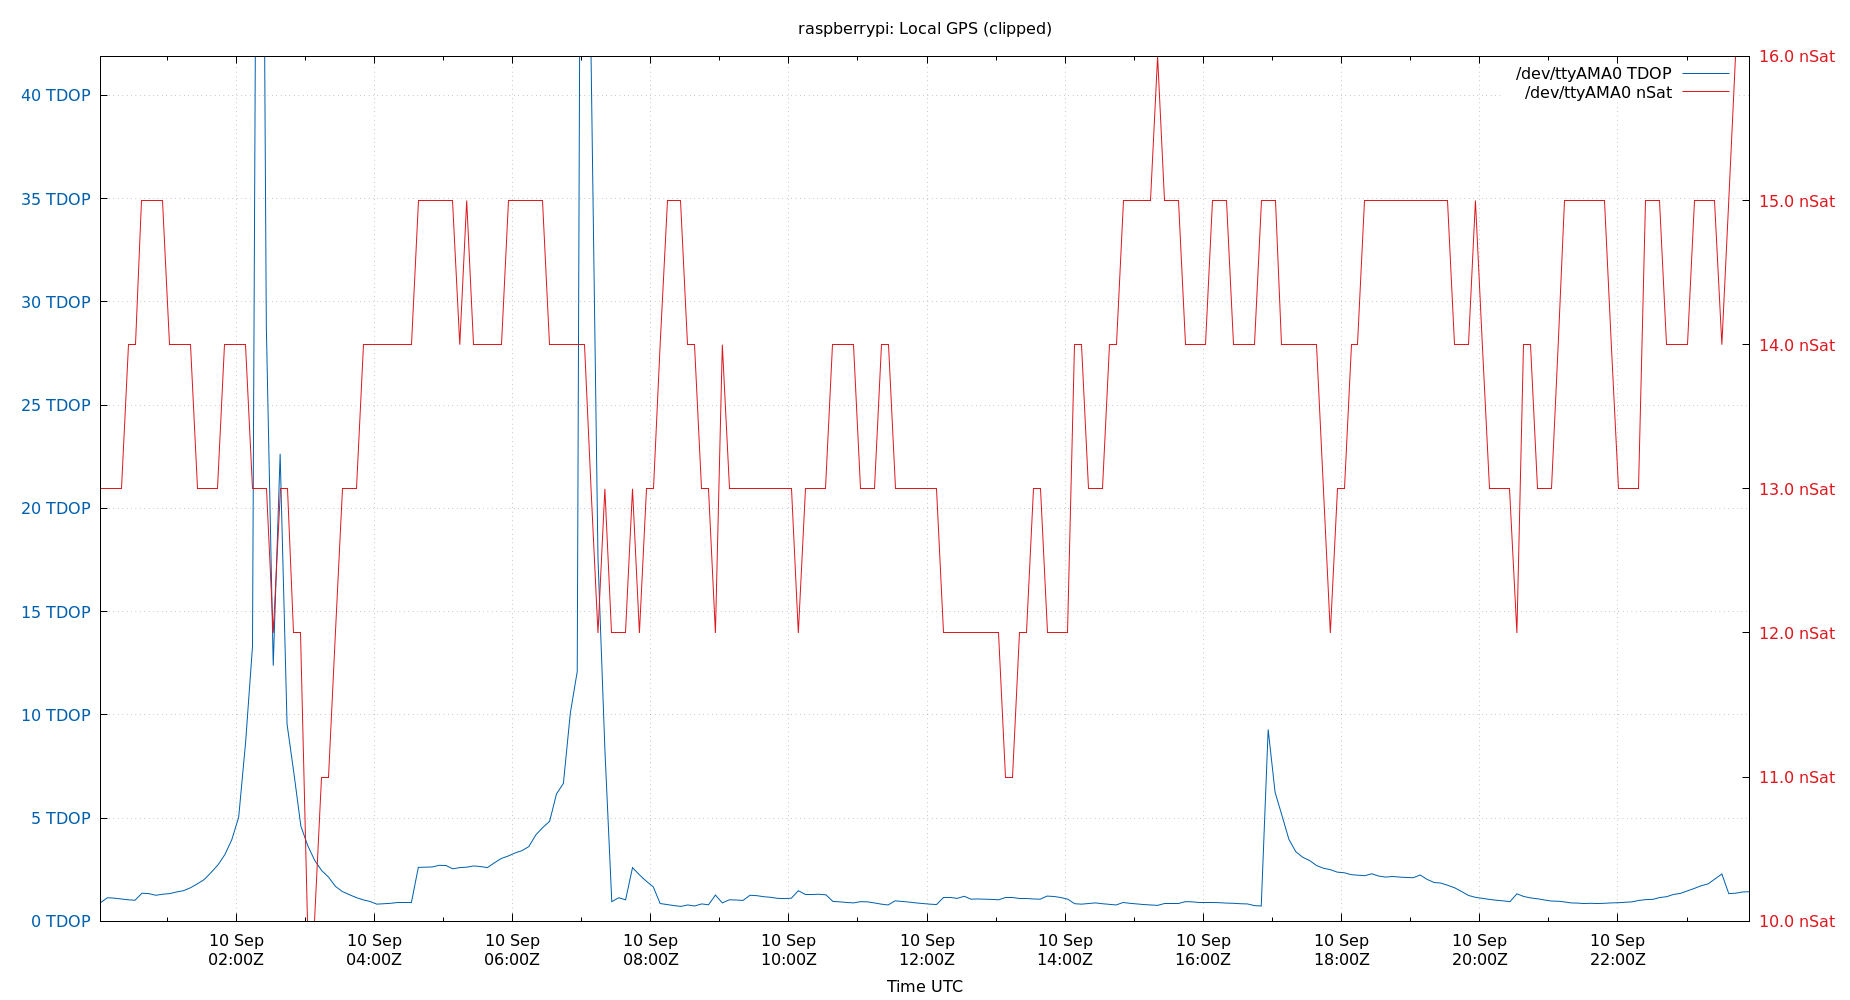 raspberrypi: Local GPS (clipped)
/dev/ttyAMA0 TDOP
/dev/ttyAMA0 nSat
40 TDOP
35 TDOP
30 TDOP
25 TDOP
20 TDOP
15 TDOP
10 TDOP
5 TDOP
0 TDOP
16.0 nSat
15.0 nSat
14.0 nSat
13.0 nSat
12.0 nSat
11.0 nSat
10.0 nSat
10 Sep
02:00Z
10 Sep
04:00Z
10 Sep
06:00Z
10 Sep
08:00Z
10 Sep
10:00Z
10 Sep
12:00Z
10 Sep
14:00Z
10 Sep
16:00Z
10 Sep
18:00Z
10 Sep
20:00Z
10 Sep
22:00Z
Time UTC